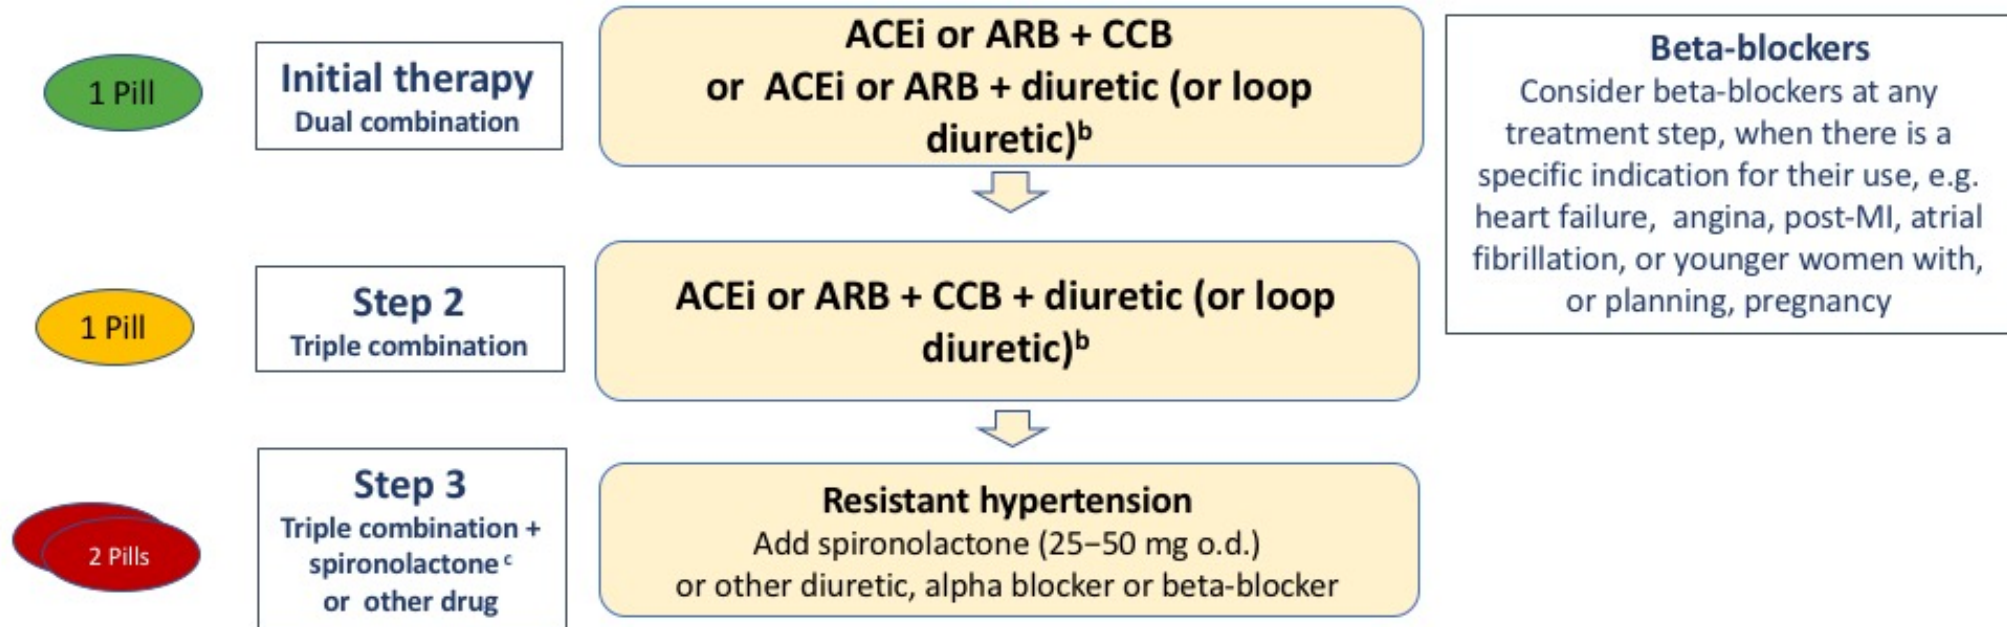 1 Pill
Initial therapy
Dual combination
ACEi or ARB + CCB
or ACEi or ARB + diuretic (or loop
diuretic)ᵇ
Beta-blockers
Consider beta-blockers at any
treatment step, when there is a
specific indication for their use, e.g.
heart failure, angina, post-MI, atrial
fibrillation, or younger women with,
or planning, pregnancy
1 Pill
Step 2
Triple combination
ACEi or ARB + CCB + diuretic (or loop
diuretic)ᵇ
2 Pills
Step 3
Triple combination +
spironolactone ᶜ
or other drug
Resistant hypertension
Add spironolactone (25–50 mg o.d.)
or other diuretic, alpha blocker or beta-blocker